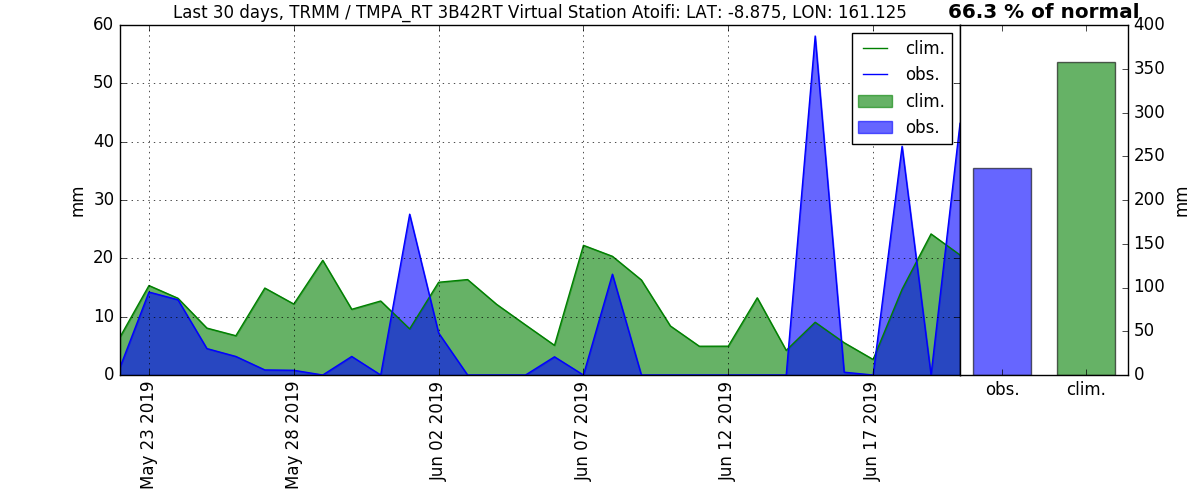 Last 30 days, TRMM / TMPA_RT 3B42RT Virtual Station Atoifi: LAT: -8.875, LON: 161.125
66.3 % of normal
60
50
40
30
20
10
0
mm
clim.
obs.
clim.
obs.
400
350
300
250
200
150
100
50
0
mm
May 23 2019
May 28 2019
Jun 02 2019
Jun 07 2019
Jun 12 2019
Jun 17 2019
obs.
clim.